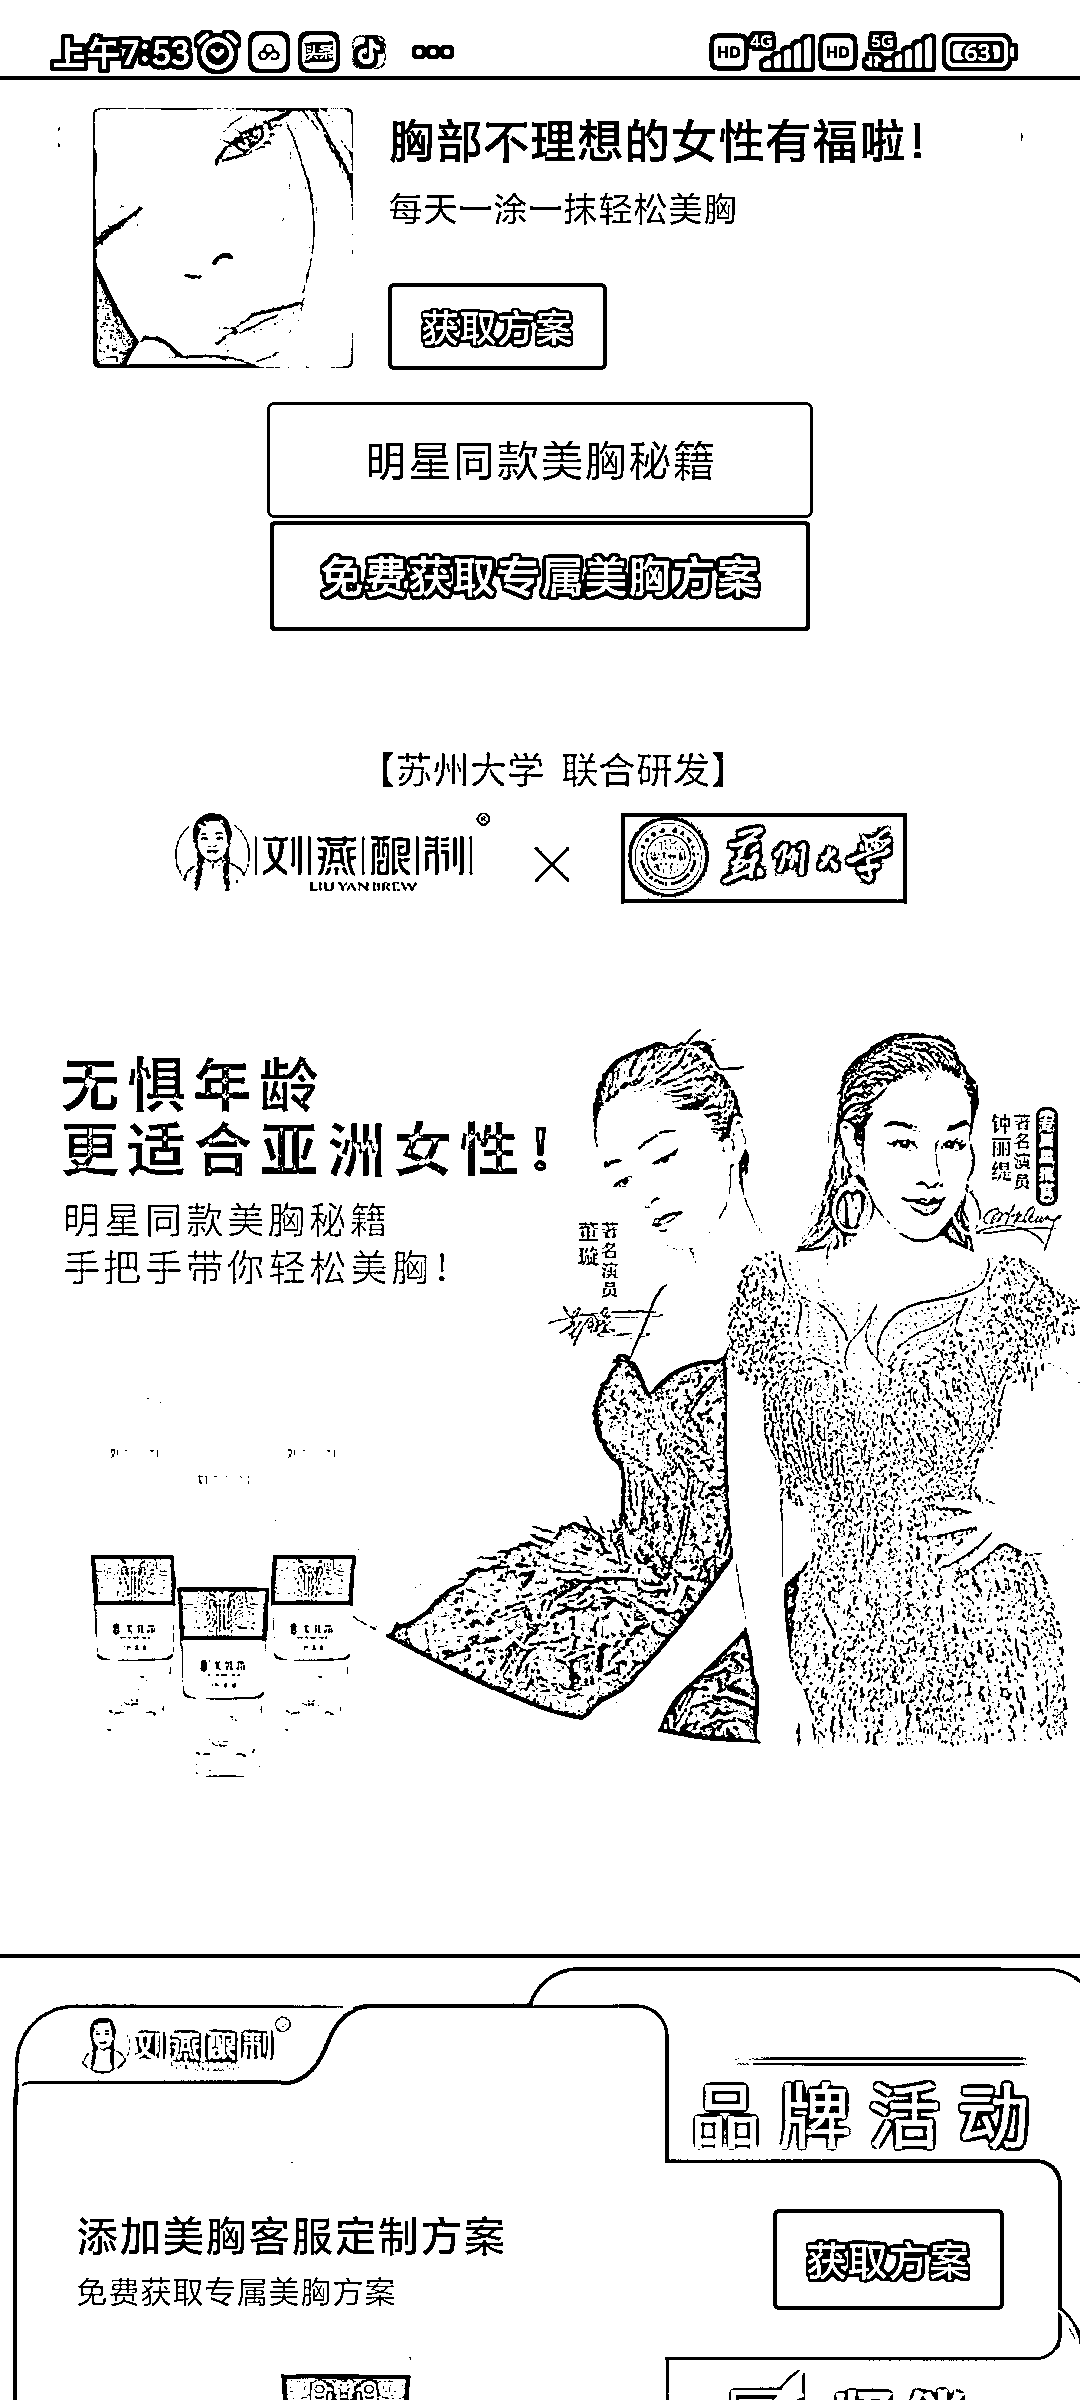 上午7:53
HD 4G HD 5G 63
胸部不理想的女性有福啦！
每天一涂一抹轻松美胸
获取方案
明星同款美胸秘籍
免费获取专属美胸方案
【苏州大学 联合研发】
刘燕酿制®
LIU YAN BREW
×
苏州大学
无惧年龄
更适合亚洲女性！
明星同款美胸秘籍
手把手带你轻松美胸！
著名演员
董璇
著名演员
钟丽缇
刘燕酿制
品牌活动
添加美胸客服定制方案
免费获取专属美胸方案
获取方案